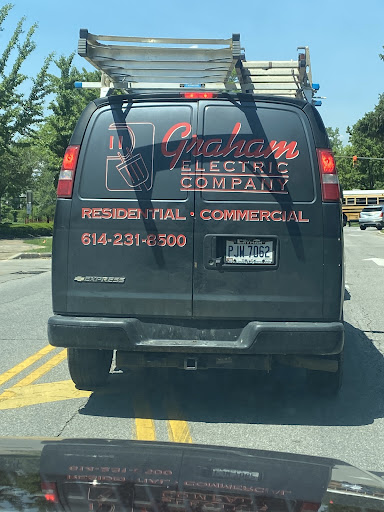 Graham
ELECTRIC
COMPANY
RESIDENTIAL • COMMERCIAL
614-231-8500
PJW 7062
EXPRESS